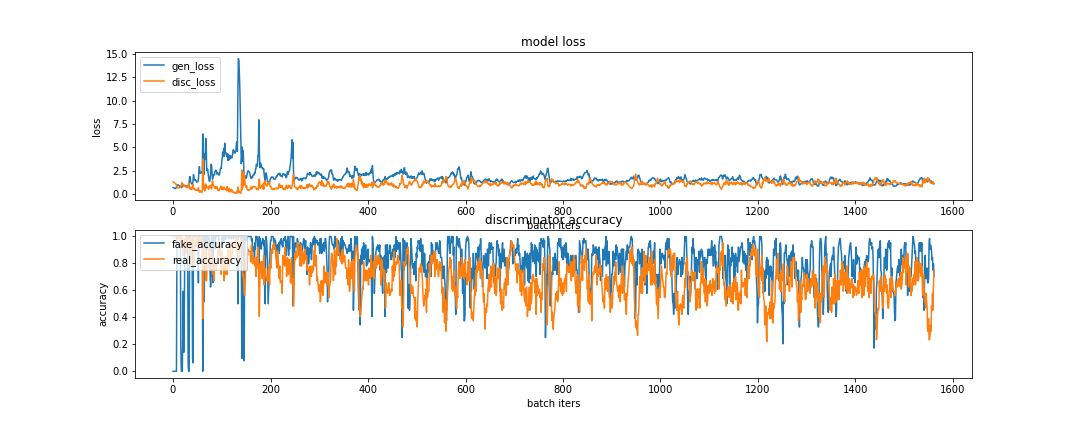 model loss
15.0
12.5
10.0
7.5
5.0
2.5
0.0
loss
gen_loss
disc_loss
0 200 400 600 800 1000 1200 1400 1600
batch iters
discriminator accuracy
1.0
0.8
0.6
0.4
0.2
0.0
accuracy
fake_accuracy
real_accuracy
0 200 400 600 800 1000 1200 1400 1600
batch iters